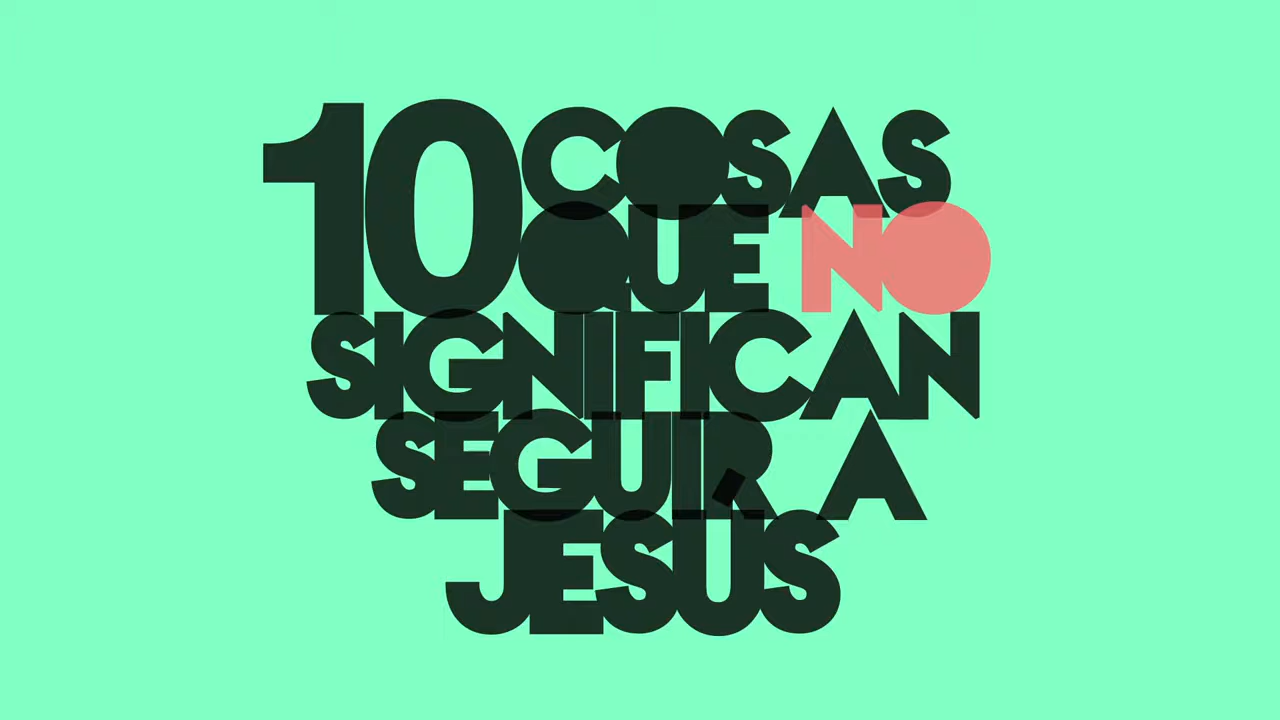 10 COSAS
QUE NO
SIGNIFICAN
SEGUIR A
JESÚS